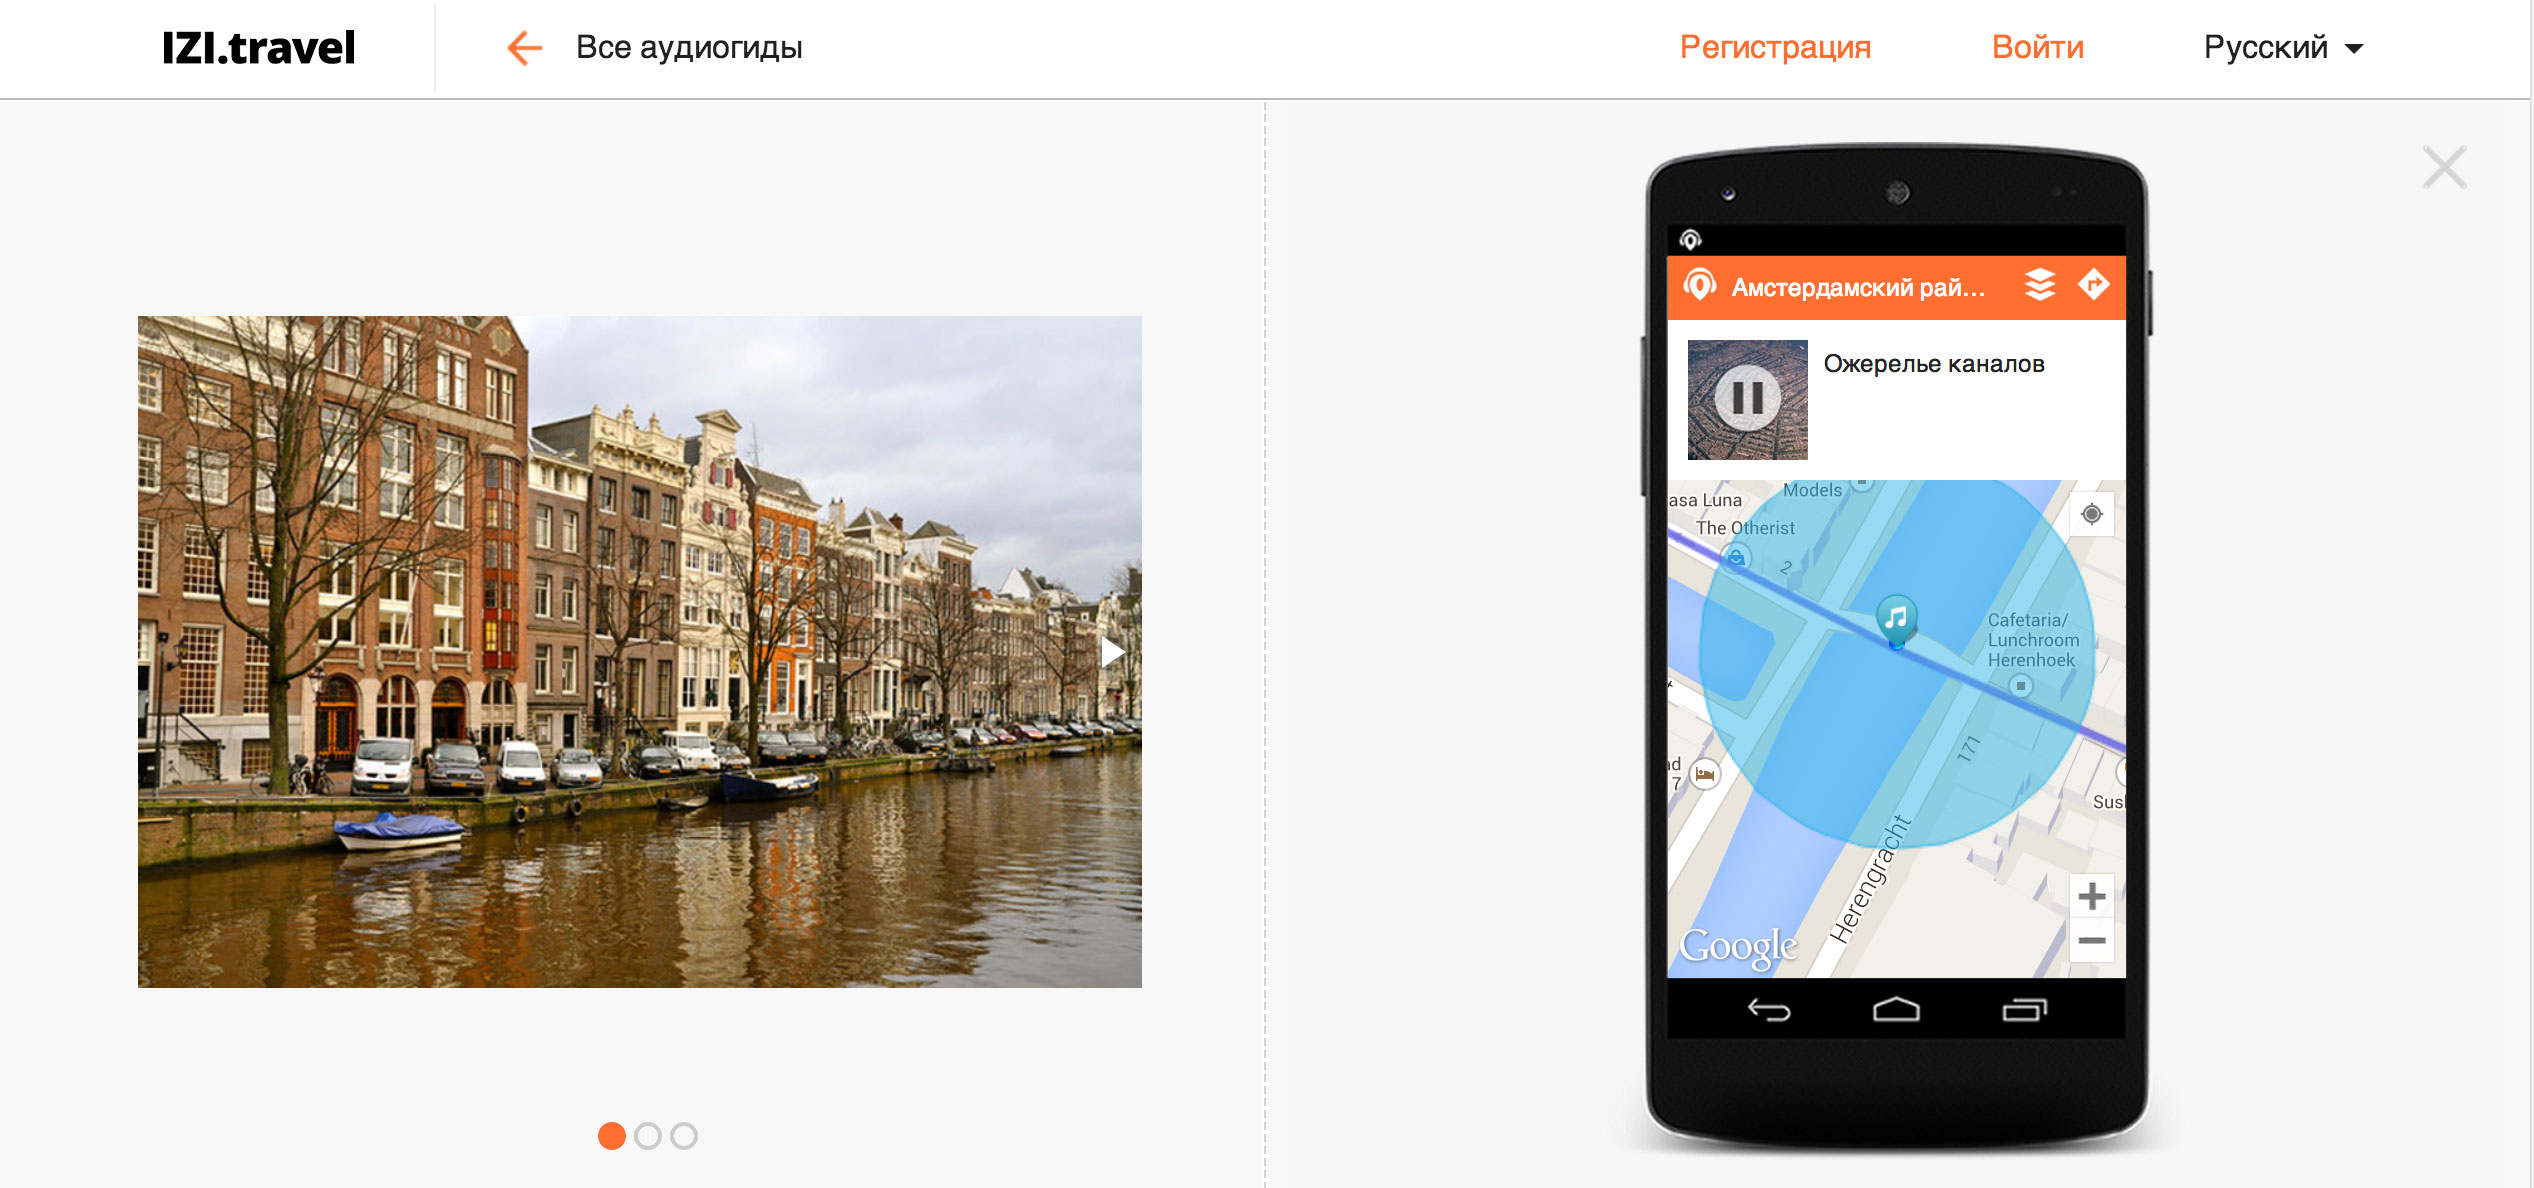 IZI.travel
Все аудиогиды
Регистрация
Войти
Русский
Амстердамский рай...
Ожерелье каналов
Models
asa Luna
The Otherist
2
Cafetaria/
Lunchroom
Herenhoek
171
7
Herengracht
Google